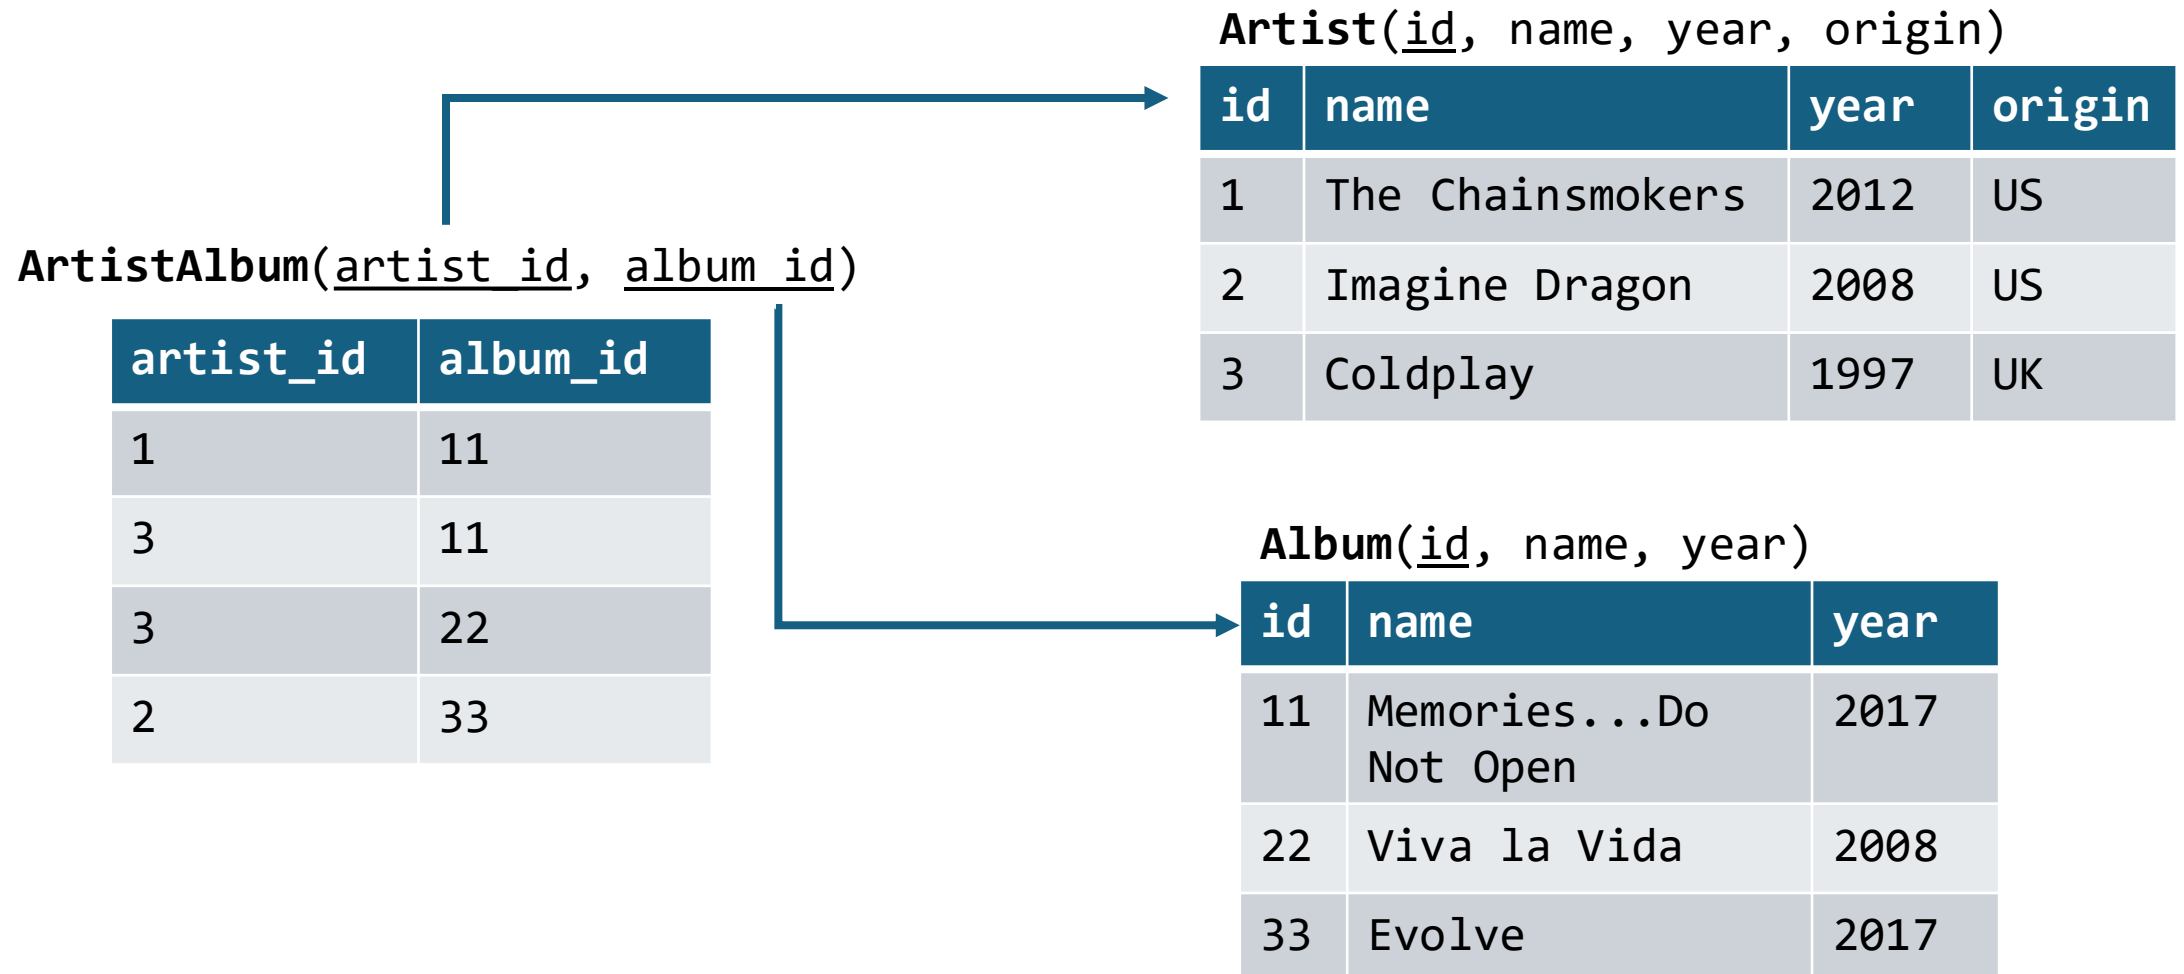 Artist(id, name, year, origin)
id name year origin
1 The Chainsmokers 2012 US
2 Imagine Dragon 2008 US
3 Coldplay 1997 UK
ArtistAlbum(artist_id, album_id)
artist_id album_id
1 11
3 11
3 22
2 33
Album(id, name, year)
id name year
11 Memories...Do 2017
Not Open
22 Viva la Vida 2008
33 Evolve 2017